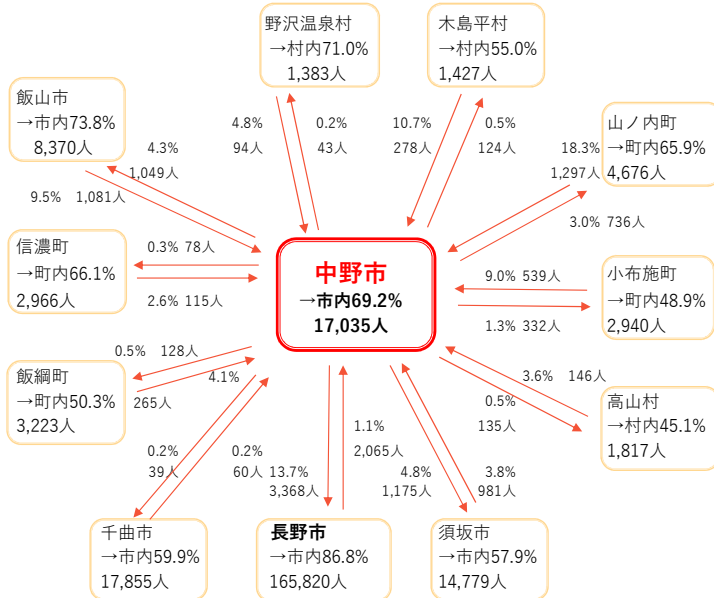 野沢温泉村
→村内71.0%
1,383人
木島平村
→村内55.0%
1,427人
飯山市
→市内73.8%
8,370人
山ノ内町
→町内65.9%
4,676人
4.8%
94人
0.2%
43人
10.7%
278人
0.5%
124人
4.3%
1,049人
9.5% 1,081人
18.3%
1,297人
3.0% 736人
信濃町
→町内66.1%
2,966人
0.3% 78人
2.6% 115人
中野市
→市内69.2%
17,035人
9.0% 539人
1.3% 332人
小布施町
→町内48.9%
2,940人
飯綱町
→町内50.3%
3,223人
0.5% 128人
4.1%
265人
3.6% 146人
0.5%
135人
高山村
→村内45.1%
1,817人
0.2%
39人
0.2%
60人
13.7%
3,368人
1.1%
2,065人
4.8%
1,175人
3.8%
981人
千曲市
→市内59.9%
17,855人
長野市
→市内86.8%
165,820人
須坂市
→市内57.9%
14,779人